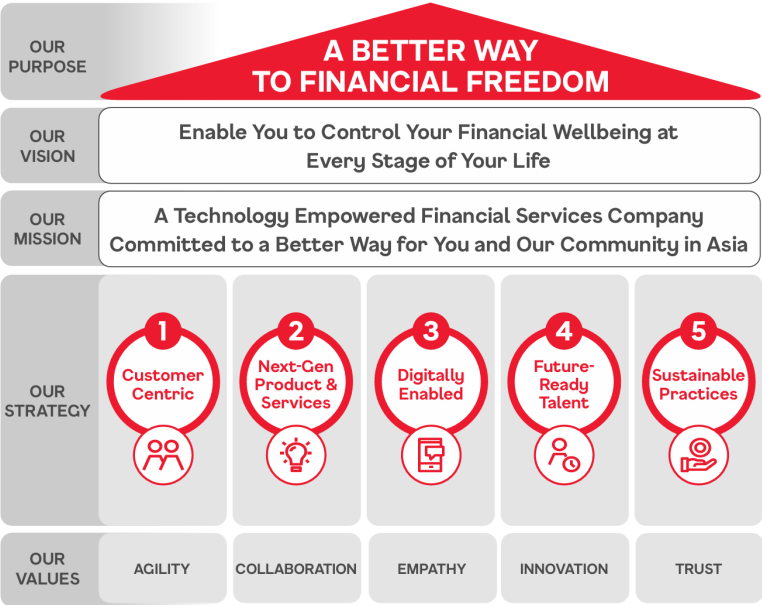 OUR
PURPOSE
A BETTER WAY
TO FINANCIAL FREEDOM
OUR
VISION
Enable You to Control Your Financial Wellbeing at
Every Stage of Your Life
OUR
MISSION
A Technology Empowered Financial Services Company
Committed to a Better Way for You and Our Community in Asia
OUR
STRATEGY
1
Customer
Centric
2
Next-Gen
Product &
Services
3
Digitally
Enabled
4
Future-
Ready
Talent
5
Sustainable
Practices
OUR
VALUES
AGILITY
COLLABORATION
EMPATHY
INNOVATION
TRUST